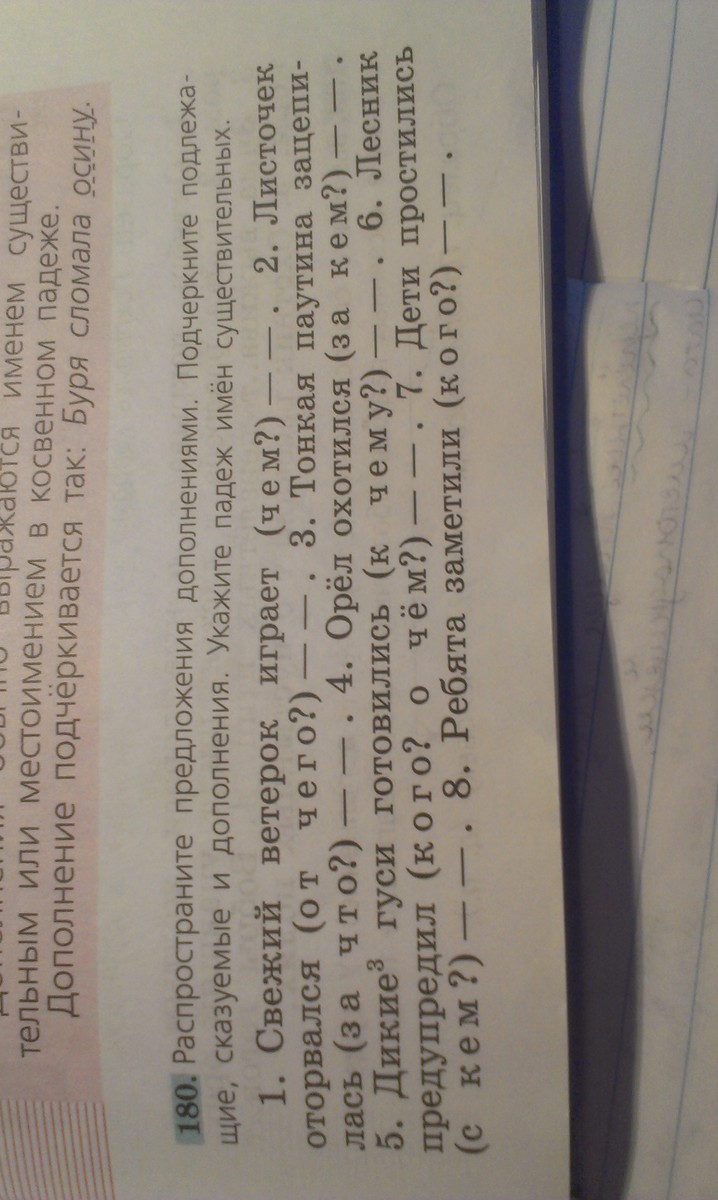 тельным или местоимением в косвенном падеже.
выражаются именем существи-
Дополнение подчёркивается так: Буря сломала осину.
180. Распространите предложения дополнениями. Подчеркните подлежа-
щие, сказуемые и дополнения. Укажите падеж имён существительных.
1. Свежий ветерок играет (чем?) — —. 2. Листочек
оторвался (от чего?) — —. 3. Тонкая паутина зацепи-
лась (за что?) — —. 4. Орёл охотился (за кем?) — —.
5. Дикие³ гуси готовились (к чему?) — —. 6. Лесник
предупредил (кого? о чём?) — —. 7. Дети простились
(с кем?) — —. 8. Ребята заметили (кого?) — —.